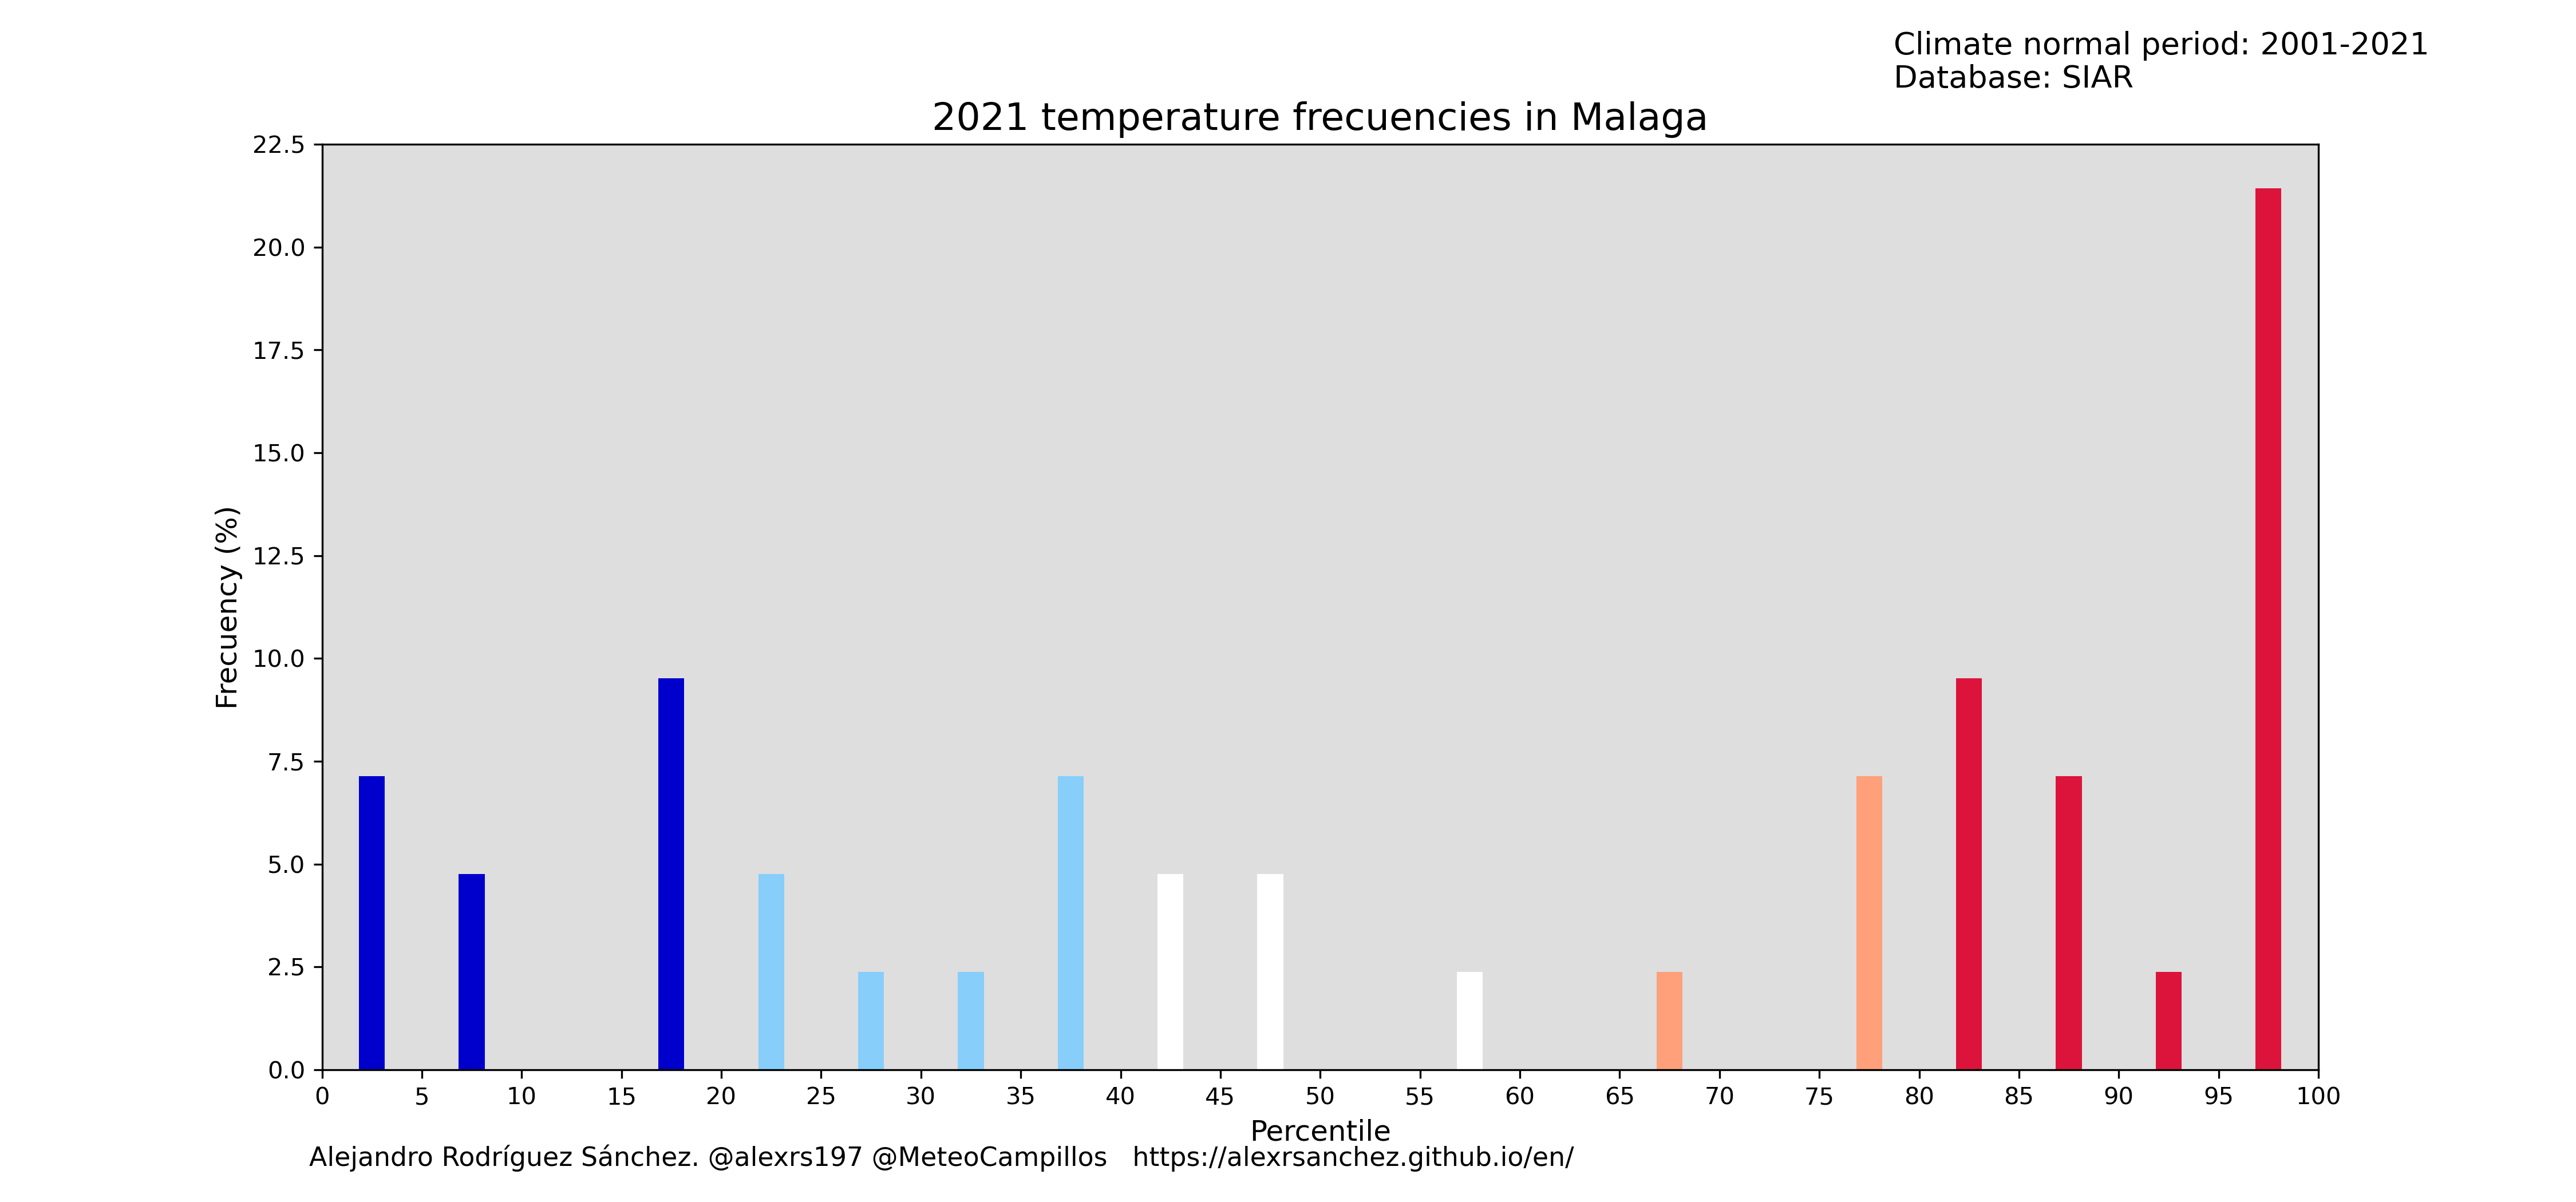 Climate normal period: 2001-2021
Database: SIAR
2021 temperature frecuencies in Malaga
22.5
20.0
17.5
15.0
12.5
10.0
7.5
5.0
2.5
0.0
Frecuency (%)
0 5 10 15 20 25 30 35 40 45 50 55 60 65 70 75 80 85 90 95 100
Percentile
Alejandro Rodríguez Sánchez. @alexrs197 @MeteoCampillos https://alexrsanchez.github.io/en/